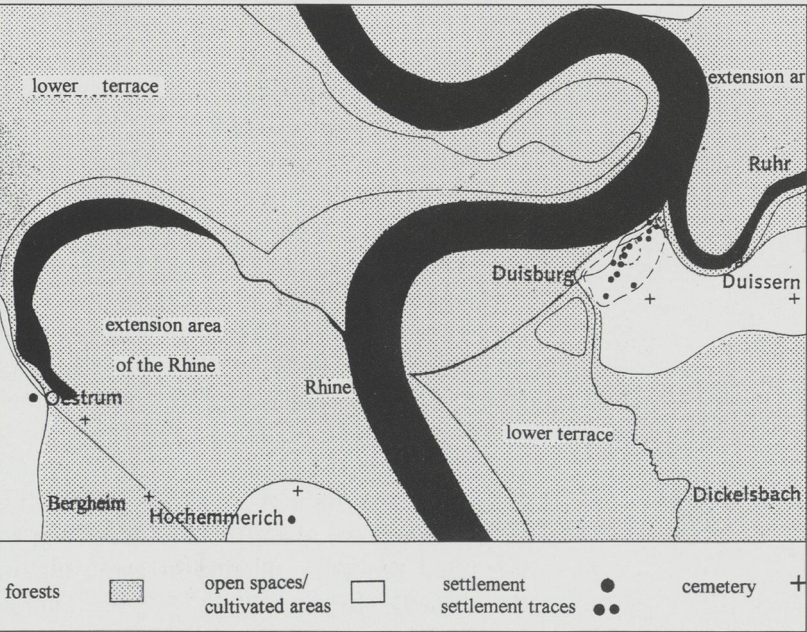 lower terrace
extension ar
Ruhr
Duisburg
Duissern
extension area
of the Rhine
Rhine
Oestrum
lower terrace
Bergheim
Hochemmerich
Dickelsbach
forests
open spaces/
cultivated areas
settlement
settlement traces
cemetery